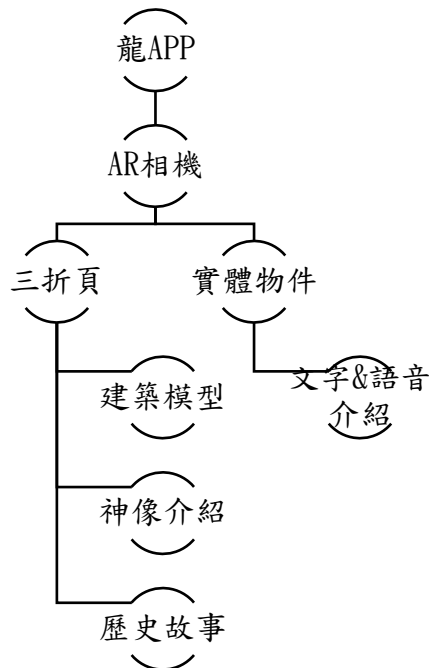 龍APP
AR相機
三折頁
實體物件
建築模型
文字&語音
介紹
神像介紹
歷史故事